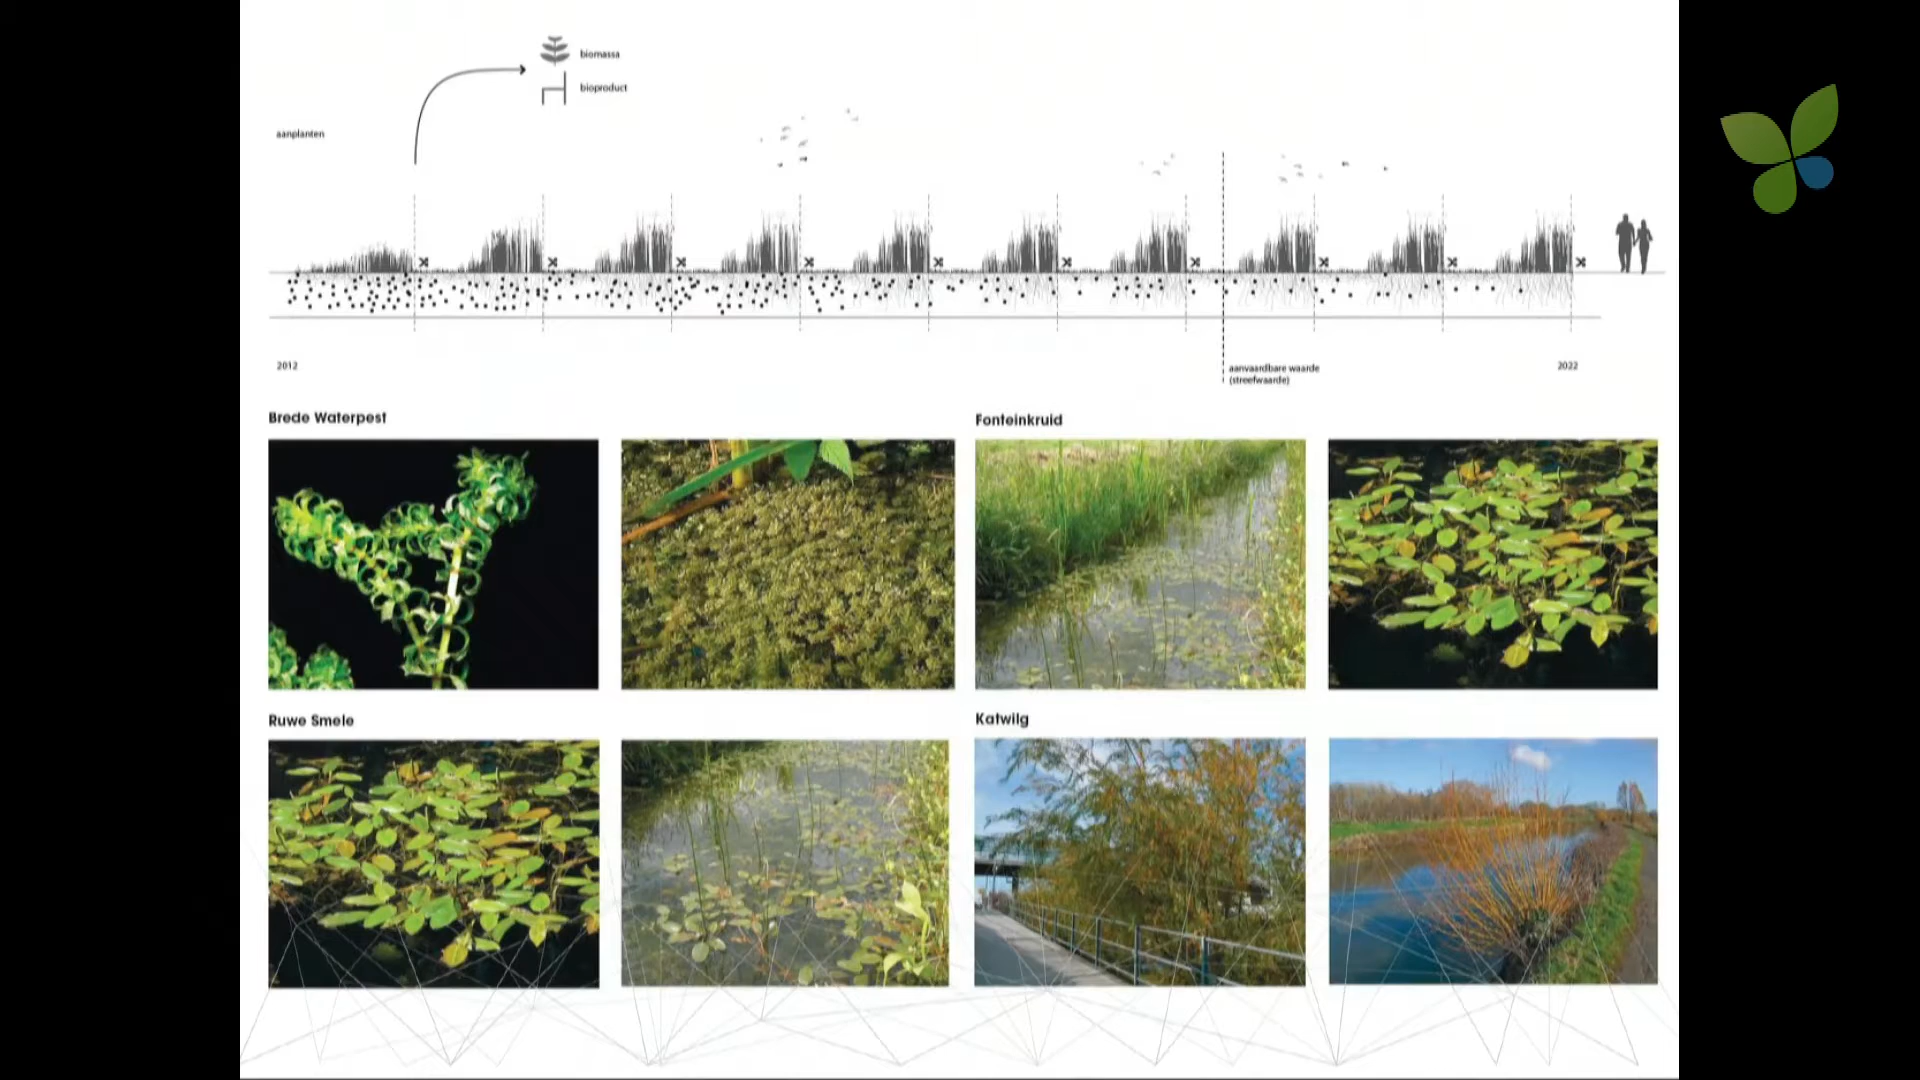 biomassa
bioproduct
aanplanten
2012
aanvaardbare waarde
(streefwaarde)
2022
Brede Waterpest
Fonteinkruid
Ruwe Smele
Katwilg